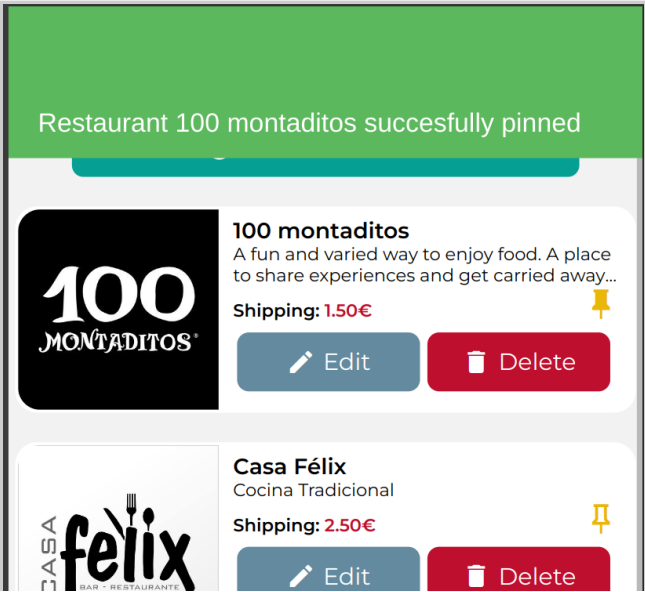 Restaurant 100 montaditos succesfully pinned
100 montaditos
A fun and varied way to enjoy food. A place
to share experiences and get carried away...
Shipping: 1.50€
100
MONTADITOS®
Edit
Delete
Casa Félix
Cocina Tradicional
Shipping: 2.50€
CASA
felix
BAR - RESTAURANTE
Edit
Delete